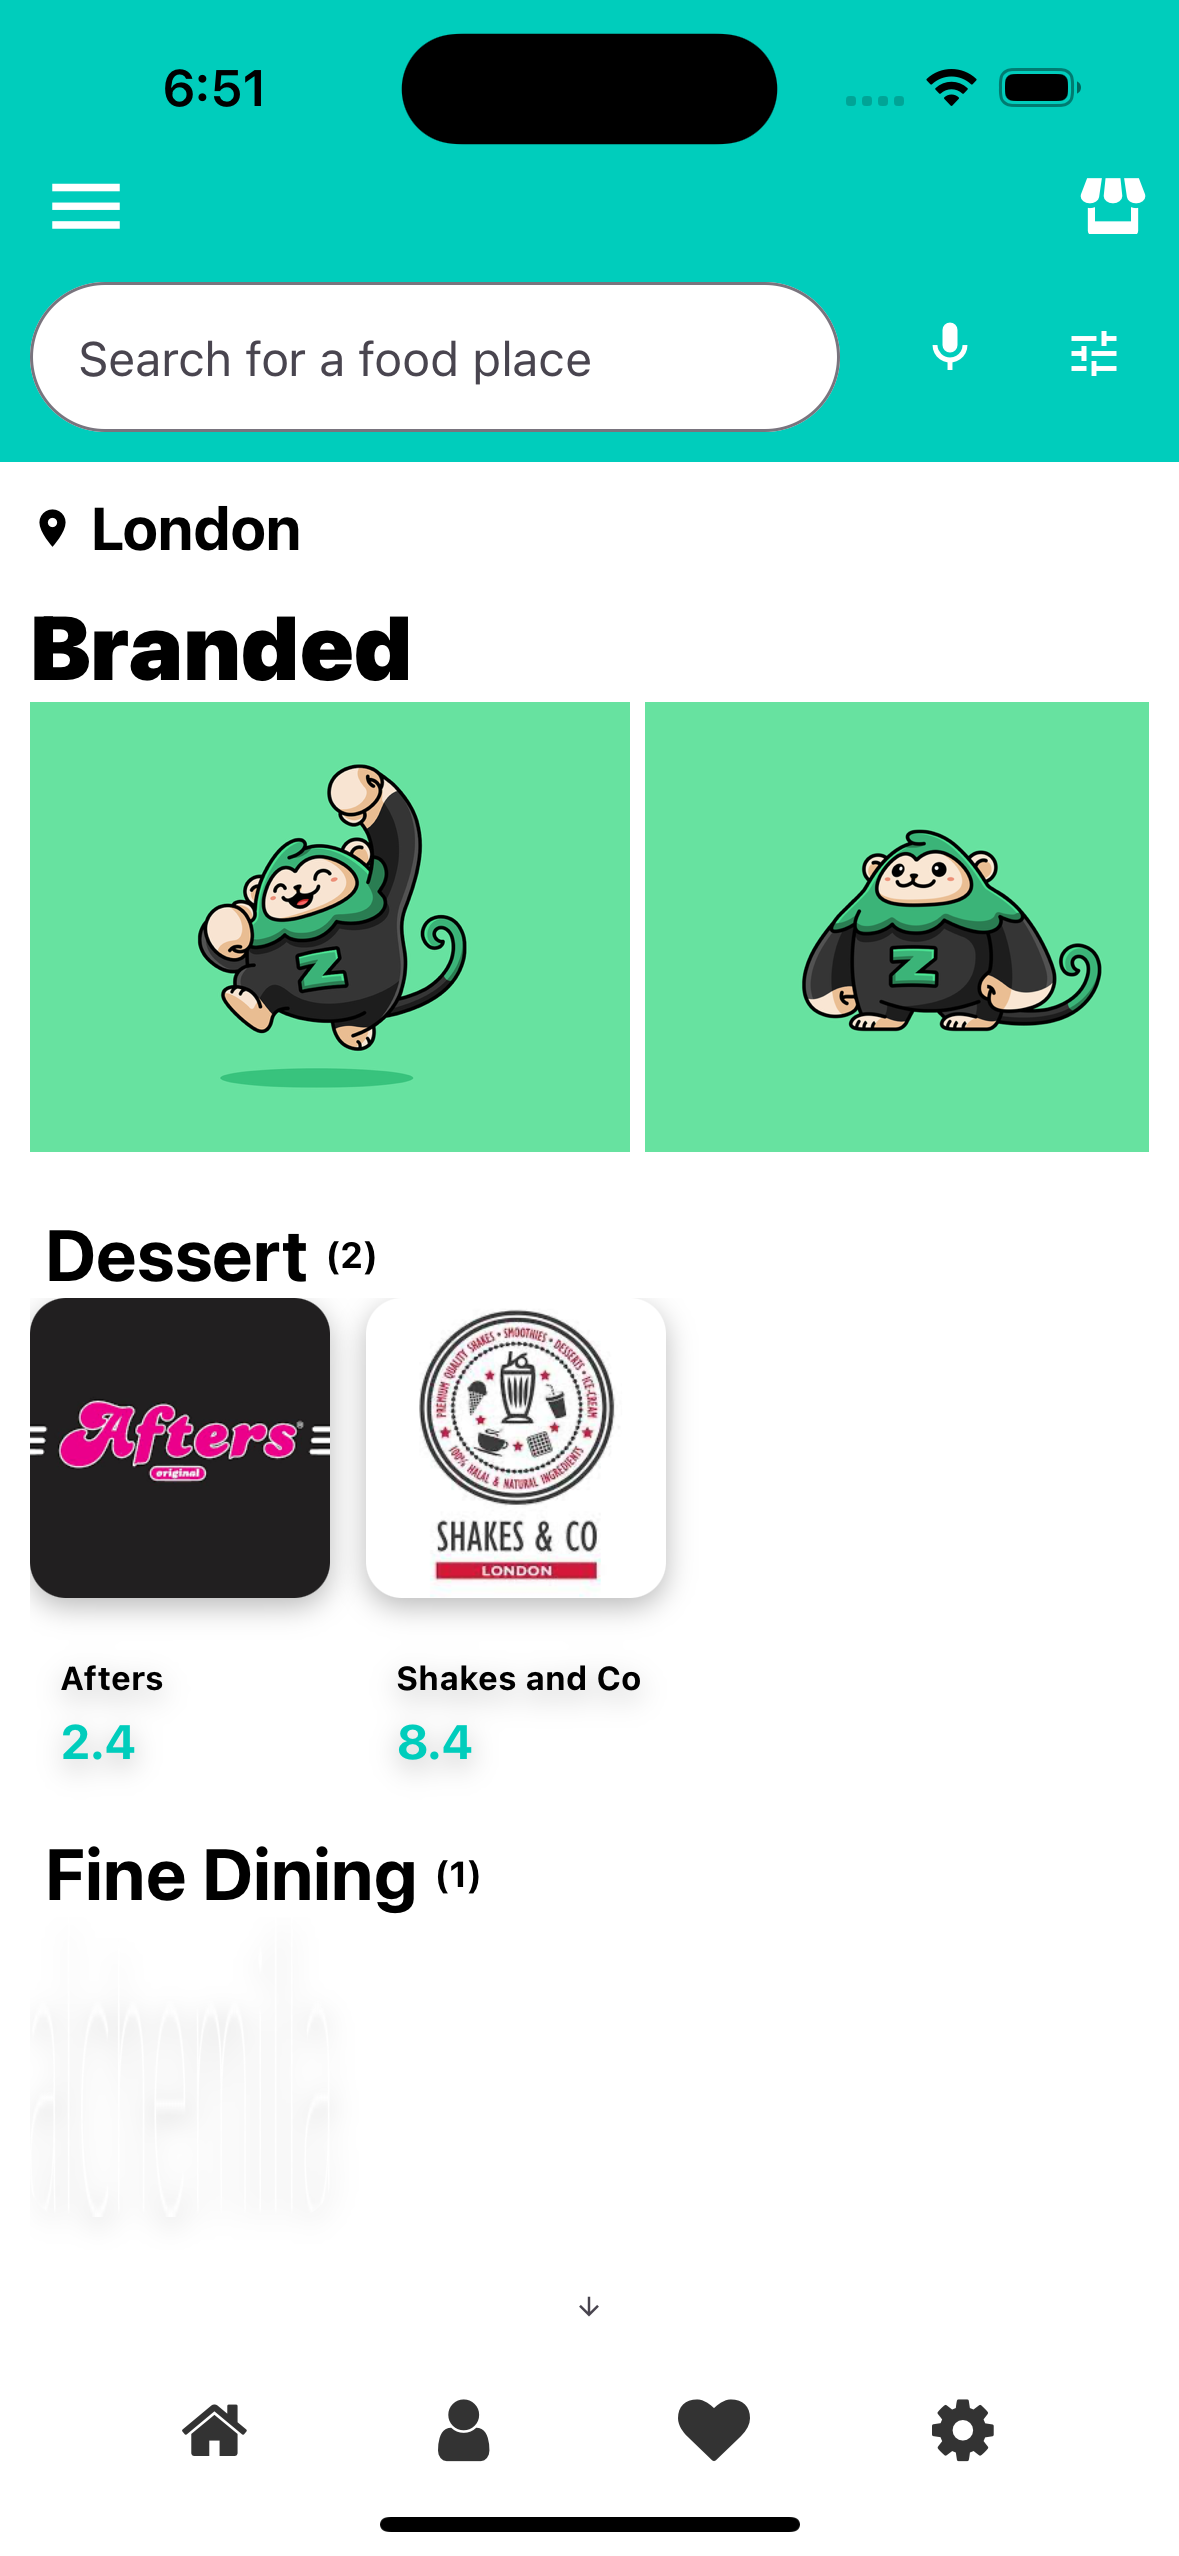 6:51
Search for a food place
London
Branded
Z
Z
Dessert (2)
Afters®
original
PREMIUM QUALITY SHAKES • SMOOTHIES • DESSERTS • ICE-CREAM
100% HALAL & NATURAL INGREDIENTS
SHAKES & CO
LONDON
Afters
2.4
Shakes and Co
8.4
Fine Dining (1)
alchemilla